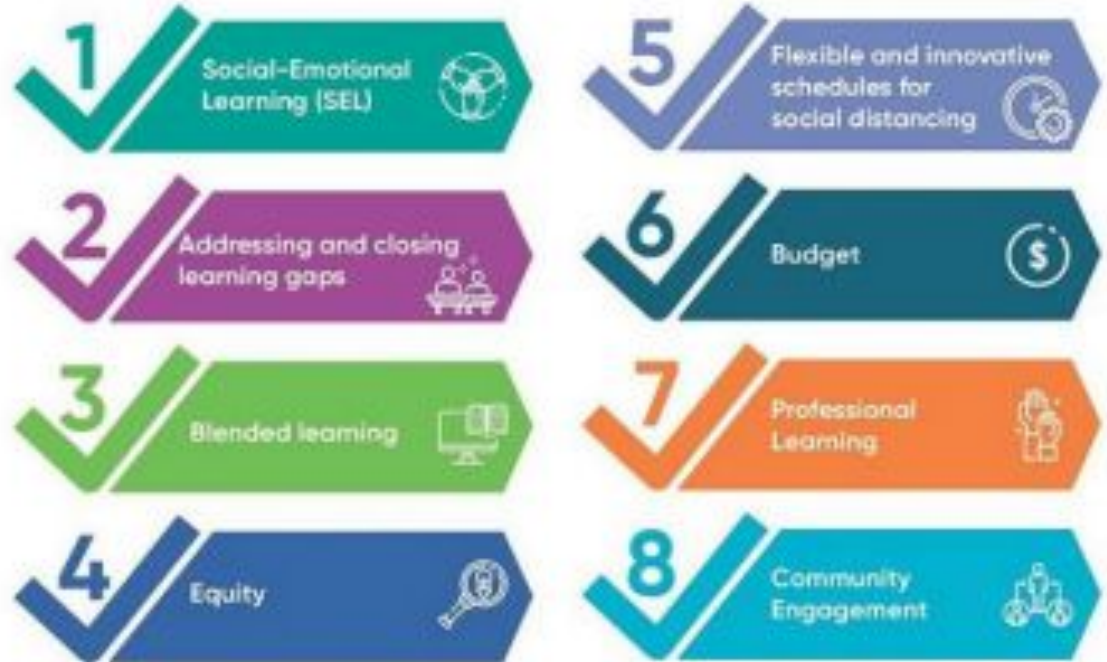 1
Social-Emotional
Learning (SEL)
2
Addressing and closing
learning gaps
3
Blended learning
4
Equity
5
Flexible and innovative
schedules for
social distancing
6
Budget
$
7
Professional
Learning
8
Community
Engagement